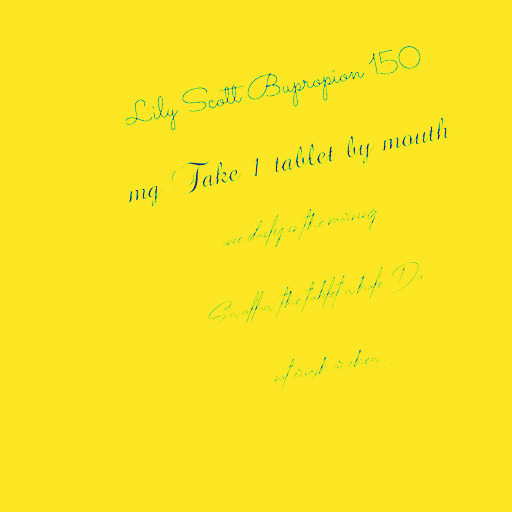 Lily Scott Bupropion 150
mg Take 1 tablet by mouth
once daily in the morning
Swallow the tablet whole Do
not crush or chew